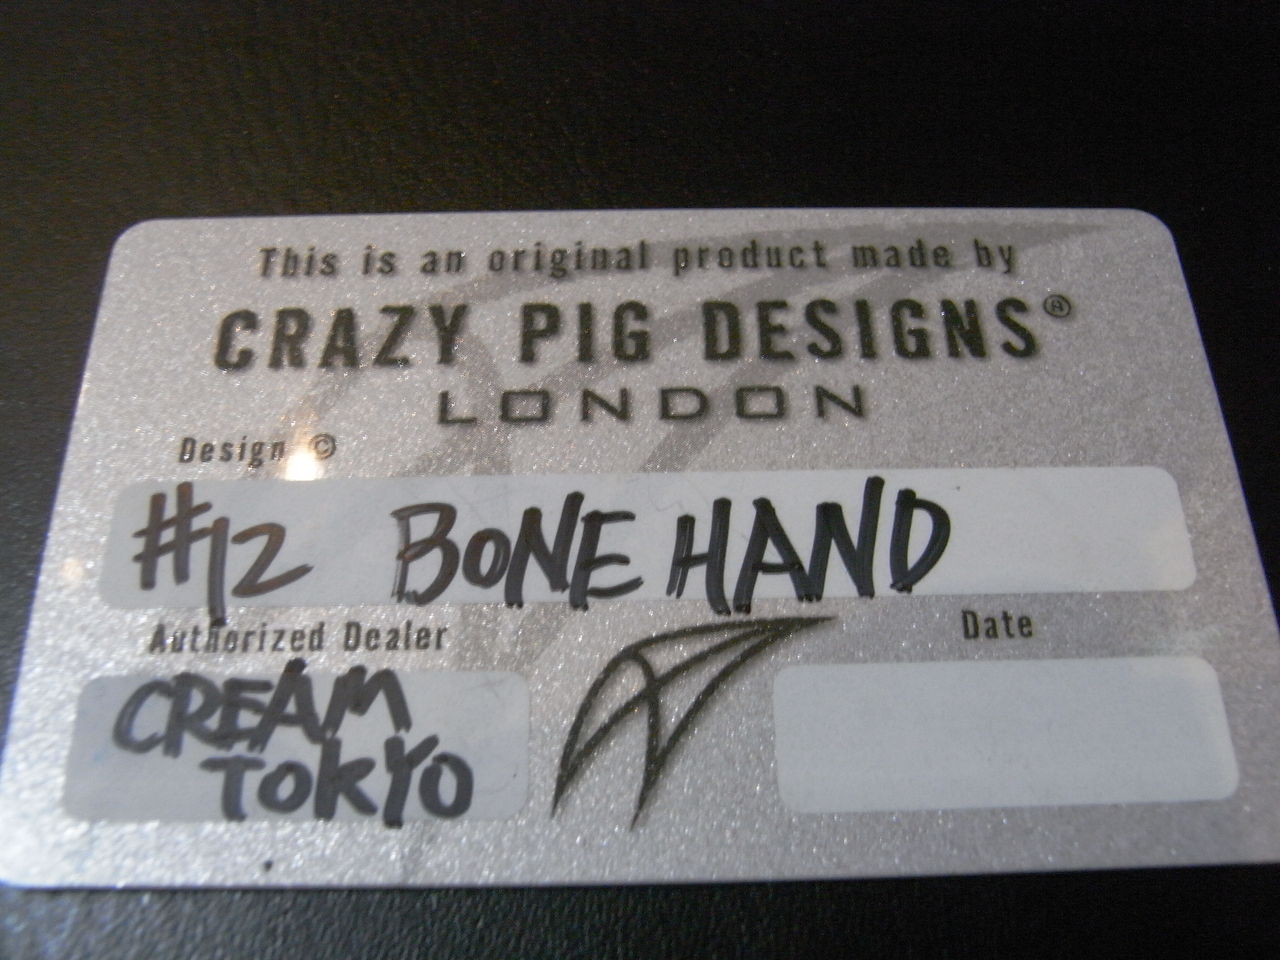 This is an original product made by
CRAZY PIG DESIGNS®
LONDON
Design ©
#12 BONE HAND
Authorized Dealer
CREAM
TOKYO
Date